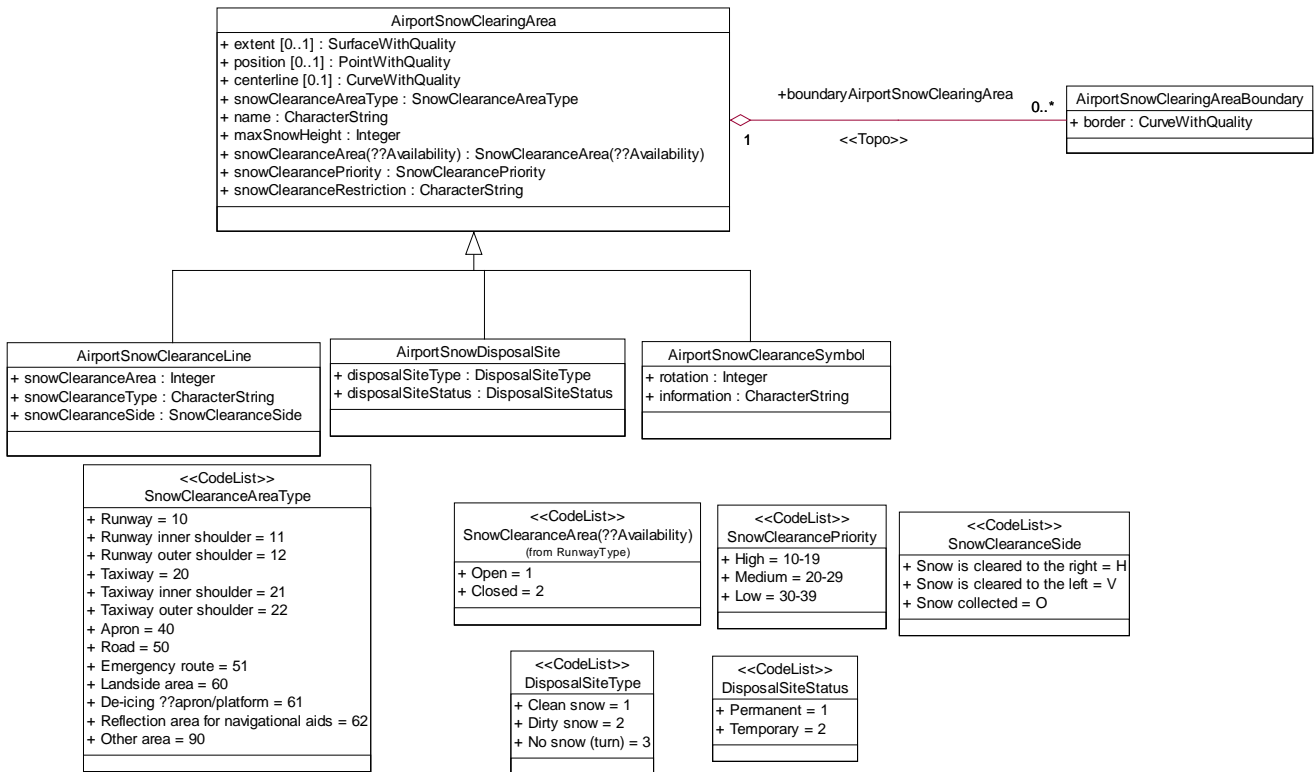 AirportSnowClearingArea
+ extent [0..1] : SurfaceWithQuality
+ position [0..1] : PointWithQuality
+ centerline [0.1] : CurveWithQuality
+ snowClearanceAreaType : SnowClearanceAreaType
+ name : CharacterString
+ maxSnowHeight : Integer
+ snowClearanceArea(??Availability) : SnowClearanceArea(??Availability)
+ snowClearancePriority : SnowClearancePriority
+ snowClearanceRestriction : CharacterString
+boundaryAirportSnowClearingArea
0..*
1
<<Topo>>
AirportSnowClearingAreaBoundary
+ border : CurveWithQuality
AirportSnowClearanceLine
+ snowClearanceArea : Integer
+ snowClearanceType : CharacterString
+ snowClearanceSide : SnowClearanceSide
AirportSnowDisposalSite
+ disposalSiteType : DisposalSiteType
+ disposalSiteStatus : DisposalSiteStatus
AirportSnowClearanceSymbol
+ rotation : Integer
+ information : CharacterString
<<CodeList>>
SnowClearanceAreaType
+ Runway = 10
+ Runway inner shoulder = 11
+ Runway outer shoulder = 12
+ Taxiway = 20
+ Taxiway inner shoulder = 21
+ Taxiway outer shoulder = 22
+ Apron = 40
+ Road = 50
+ Emergency route = 51
+ Landside area = 60
+ De-icing ??apron/platform = 61
+ Reflection area for navigational aids = 62
+ Other area = 90
<<CodeList>>
SnowClearanceArea(??Availability)
(from RunwayType)
+ Open = 1
+ Closed = 2
<<CodeList>>
SnowClearancePriority
+ High = 10-19
+ Medium = 20-29
+ Low = 30-39
<<CodeList>>
SnowClearanceSide
+ Snow is cleared to the right = H
+ Snow is cleared to the left = V
+ Snow collected = O
<<CodeList>>
DisposalSiteType
+ Clean snow = 1
+ Dirty snow = 2
+ No snow (turn) = 3
<<CodeList>>
DisposalSiteStatus
+ Permanent = 1
+ Temporary = 2